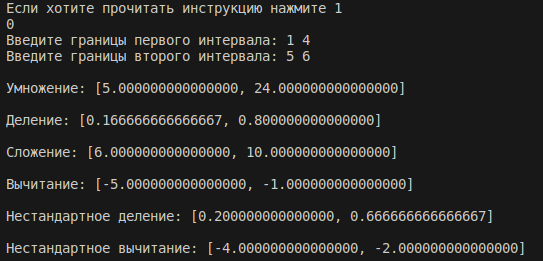 Если хотите прочитать инструкцию нажмите 1
0
Введите границы первого интервала: 1 4
Введите границы второго интервала: 5 6
Умножение: [5.000000000000000, 24.000000000000000]
Деление: [0.166666666666667, 0.800000000000000]
Сложение: [6.000000000000000, 10.000000000000000]
Вычитание: [-5.000000000000000, -1.000000000000000]
Нестандартное деление: [0.200000000000000, 0.666666666666667]
Нестандартное вычитание: [-4.000000000000000, -2.000000000000000]